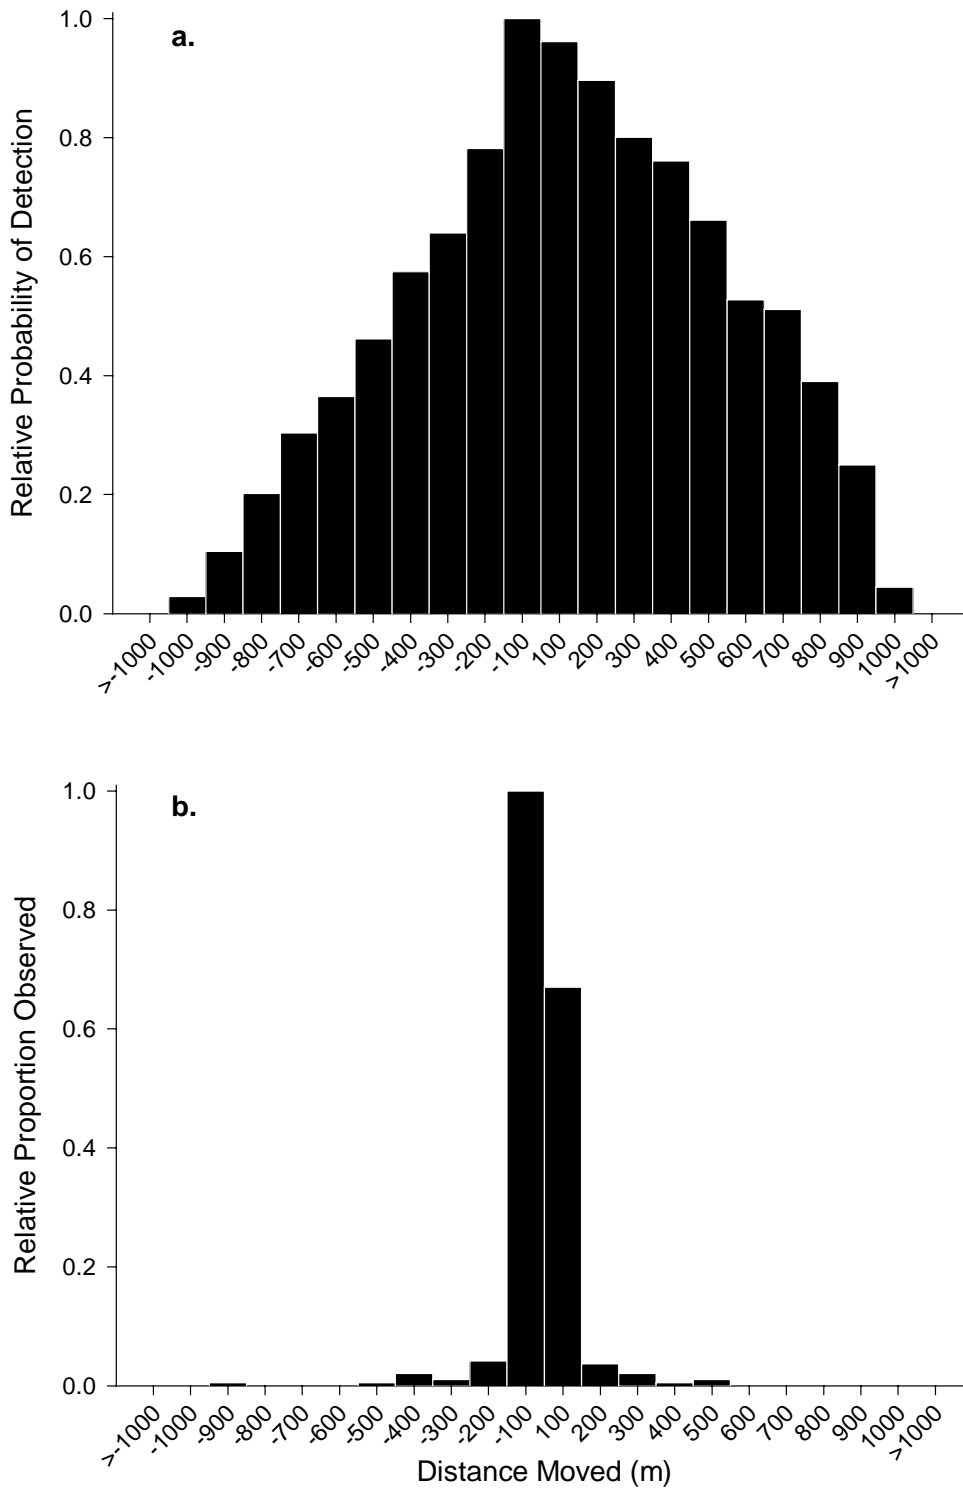 a.
Relative Probability of Detection
1.0
0.8
0.6
0.4
0.2
0.0
>-1000 -1000 -900 -800 -700 -600 -500 -400 -300 -200 -100 100 200 300 400 500 600 700 800 900 1000 >1000
b.
Relative Proportion Observed
1.0
0.8
0.6
0.4
0.2
0.0
>-1000 -1000 -900 -800 -700 -600 -500 -400 -300 -200 -100 100 200 300 400 500 600 700 800 900 1000 >1000
Distance Moved (m)